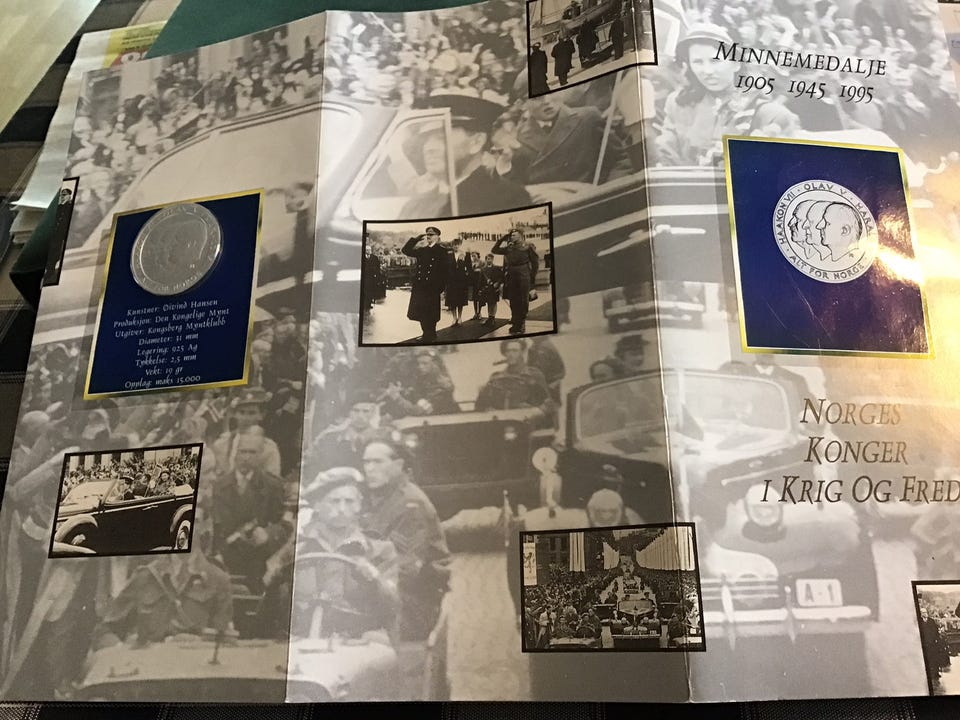 MINNEMEDALJE
1905 1945 1995
HAAKON VII · OLAV V · HARAL
ALT FOR NORGE
Kunstner: Öivind Hansen
Produksjon: Den Kongelige Mynt
Utgiver: Kongsberg Myntklubb
Diameter: 31 mm
Legering: 925 Ag
Tykkelse: 2,5 mm
Vekt: 19 gr
Opplag: maks 15.000
NORGES
KONGER
I KRIG OG FRED
A-1